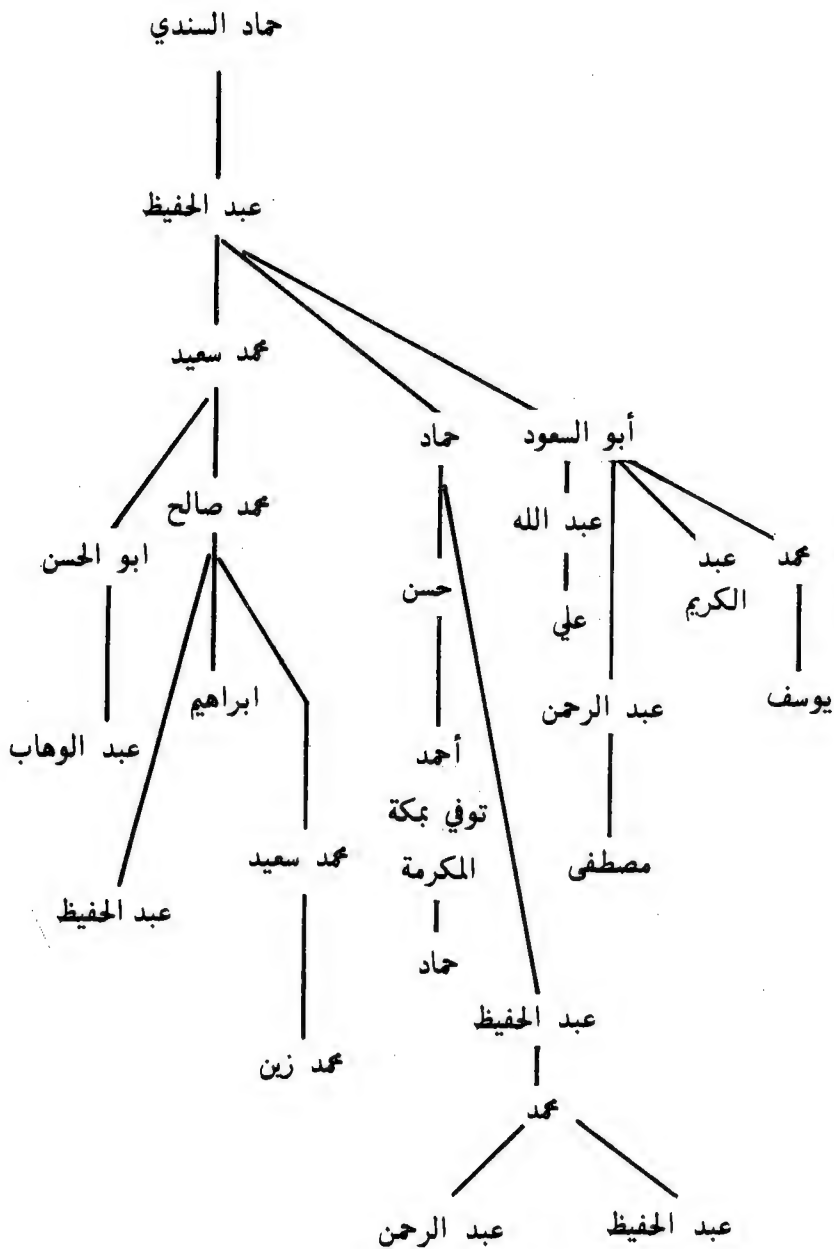 حماد السندي
عبد الحفيظ
محمد سعيد
حماد
أبو السعود
محمد صالح
عبد الله
ابو الحسن
عبد
الكريم
محمد
حسن
علي
ابراهيم
عبد الرحمن
يوسف
عبد الوهاب
أحمد
توفي بمكة
المكرمة
محمد سعيد
مصطفى
عبد الحفيظ
حماد
عبد الحفيظ
محمد زين
محمد
عبد الحفيظ
عبد الرحمن